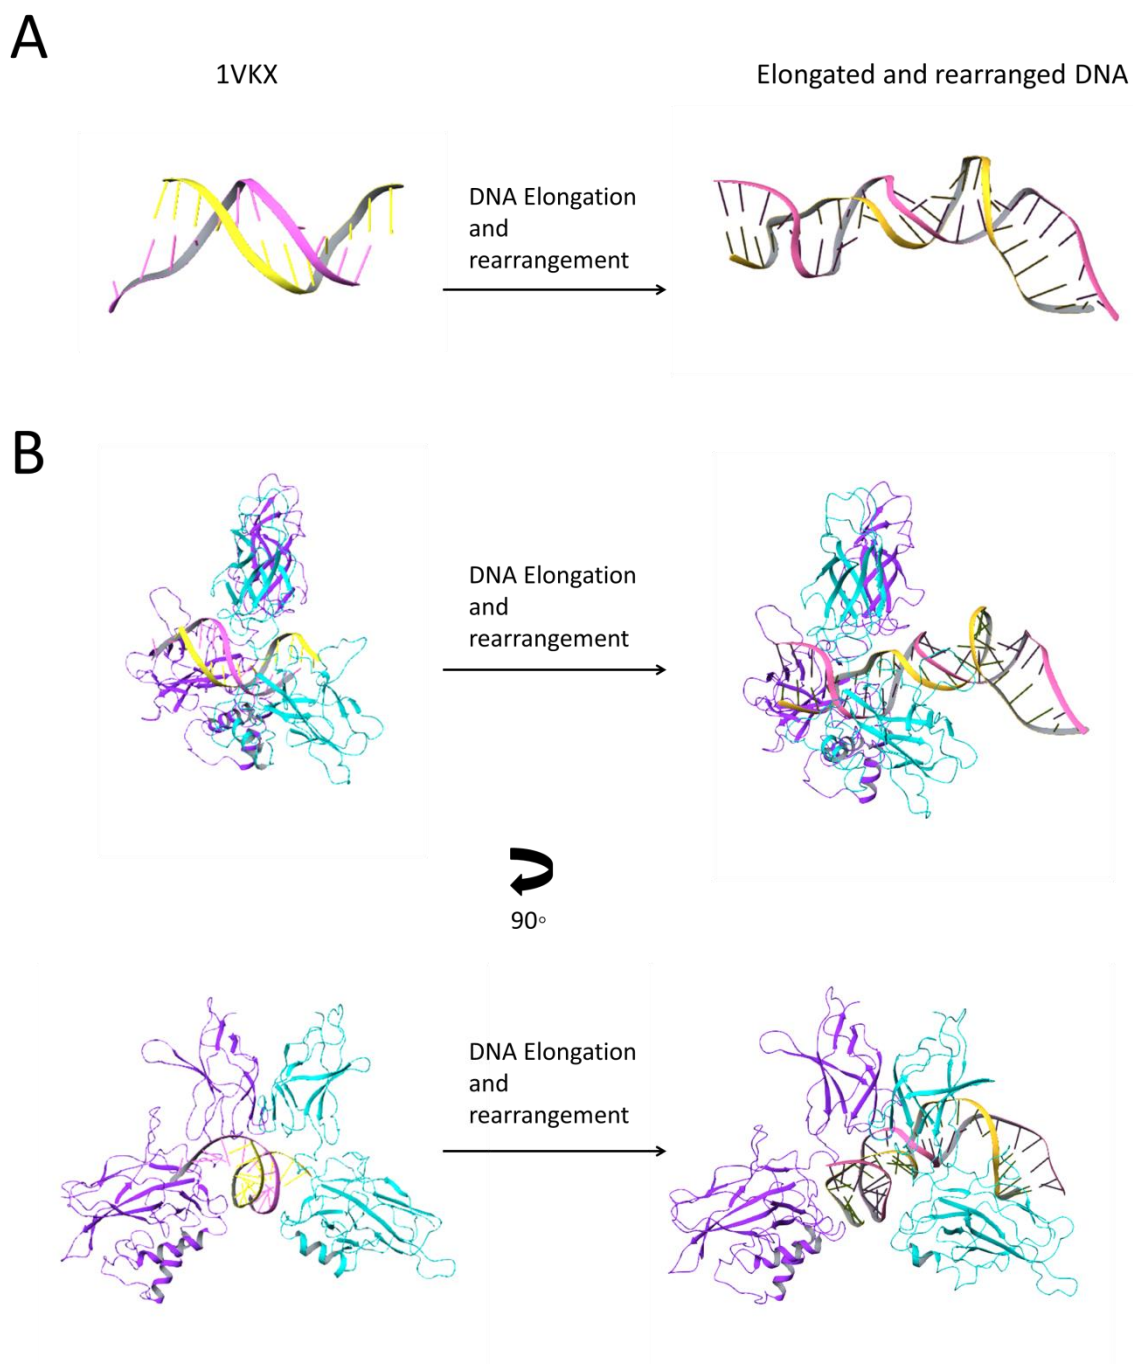 A
1VKX
Elongated and rearranged DNA
DNA Elongation
and
rearrangement
B
DNA Elongation
and
rearrangement
90°
DNA Elongation
and
rearrangement